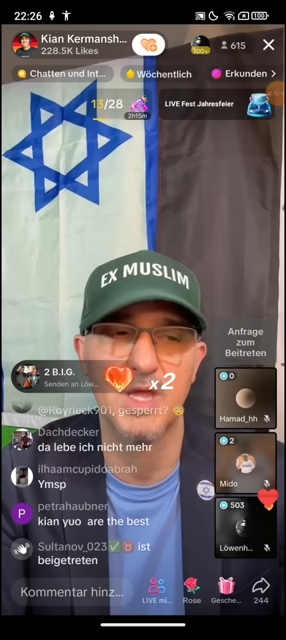 22:26
100
Kian Kermansh...
228.5K Likes
100+
615
Chatten und Int...
Wöchentlich
Erkunden
13/28
2h15m
LIVE Fest Jahresfeier
EX MUSLIM
Anfrage
zum
Beitreten
2 B.I.G.
Senden an Löw...
x2
0
Hamad_hh
@Royneck901, gesperrt?
Dachdecker
da lebe ich nicht mehr
2
Mido
ilhaamcupidoabrah
Ymsp
503
Löwenh...
P
petrahaubner
kian yuo are the best
Sultanov_023 ist
beigetreten
Kommentar hinz...
LIVE mi...
Rose
Gesche...
244